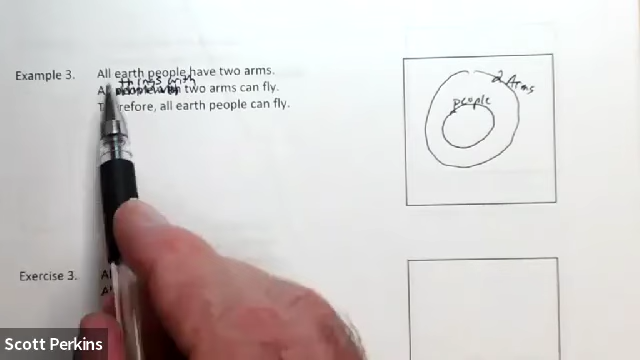 Example 3. All earth people have two arms.
things with
two arms can fly.
Therefore, all earth people can fly.
2 Arms
people
Exercise 3.
Scott Perkins